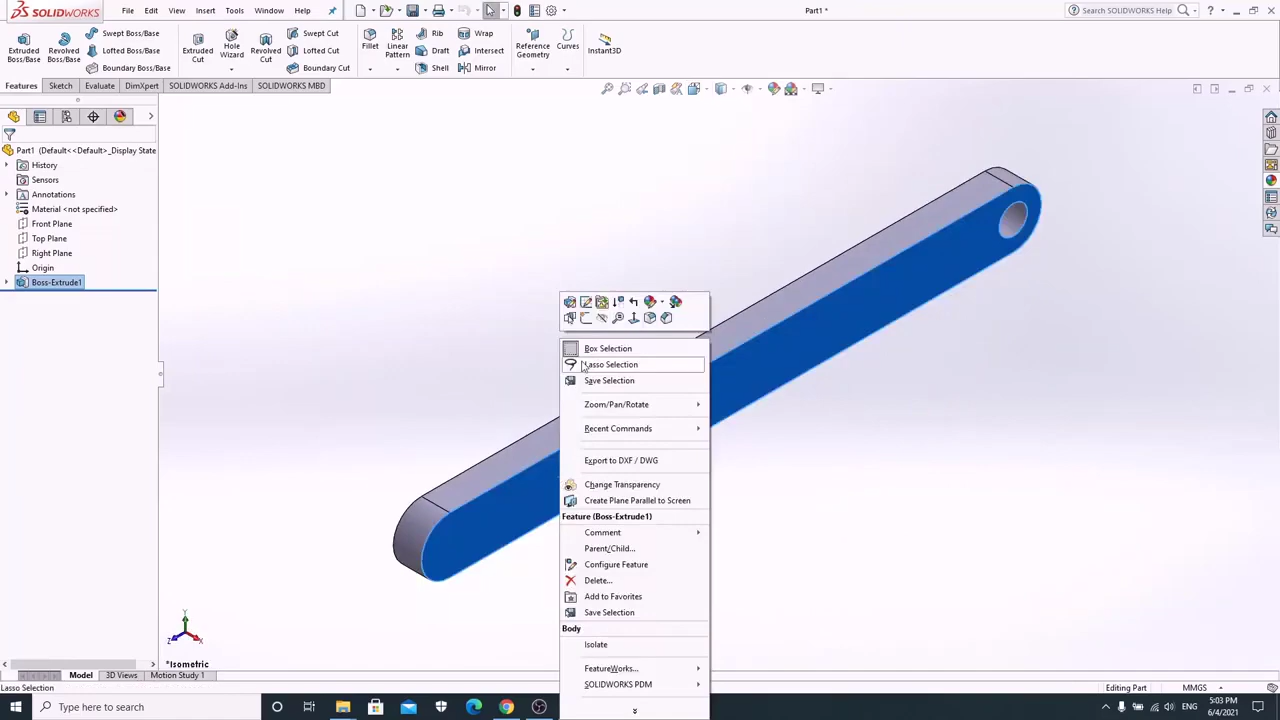 SOLIDWORKS File Edit View Insert Tools Window Help Part1 * Search SOLIDWORKS Help
Extruded Boss/Base
Revolved Boss/Base
Swept Boss/Base
Lofted Boss/Base
Boundary Boss/Base
Extruded Cut
Hole Wizard
Revolved Cut
Swept Cut
Lofted Cut
Boundary Cut
Fillet
Linear Pattern
Rib
Draft
Shell
Wrap
Intersect
Mirror
Reference Geometry
Curves
Instant3D
Features Sketch Evaluate DimXpert SOLIDWORKS Add-Ins SOLIDWORKS MBD
Part1 (Default<<Default>_Display State
History
Sensors
Annotations
Material <not specified>
Front Plane
Top Plane
Right Plane
Origin
Boss-Extrude1
Box Selection
Lasso Selection
Save Selection
Zoom/Pan/Rotate
Recent Commands
Export to DXF / DWG
Change Transparency
Create Plane Parallel to Screen
Feature (Boss-Extrude1)
Comment
Parent/Child...
Configure Feature
Delete...
Add to Favorites
Save Selection
Body
Isolate
FeatureWorks...
SOLIDWORKS PDM
Y
Z X
*Isometric
Model 3D Views Motion Study 1
Lasso Selection Editing Part MMGS
Type here to search
5:03 PM
6/4/2021